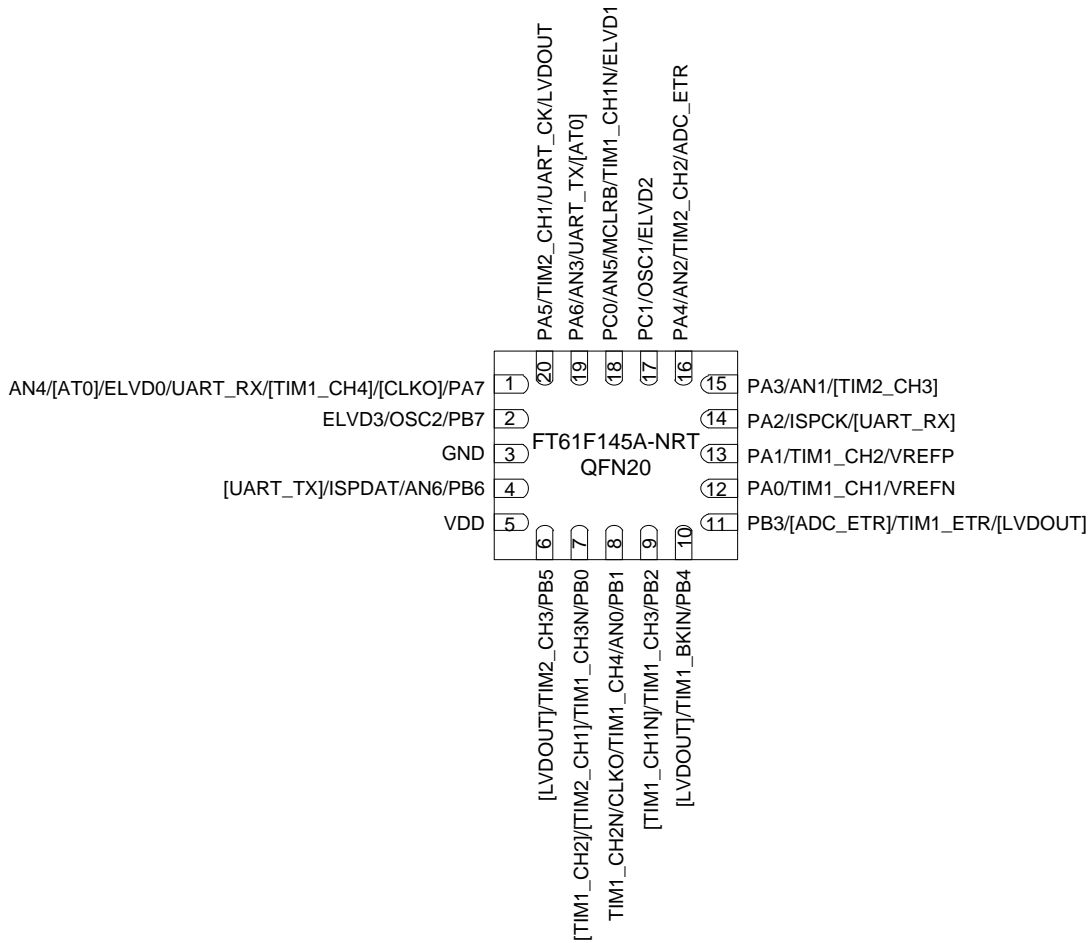 PA5/TIM2_CH1/UART_CK/LVDOUT
PA6/AN3/UART_TX/[AT0]
PC0/AN5/MCLRB/TIM1_CH1N/ELVD1
PC1/OSC1/ELVD2
PA4/AN2/TIM2_CH2/ADC_ETR
20
19
18
17
16
AN4/[AT0]/ELVD0/UART_RX/[TIM1_CH4]/[CLKO]/PA7
1
ELVD3/OSC2/PB7
2
GND
3
[UART_TX]/ISPDAT/AN6/PB6
4
VDD
5
FT61F145A-NRT
QFN20
15
PA3/AN1/[TIM2_CH3]
14
PA2/ISPCK/[UART_RX]
13
PA1/TIM1_CH2/VREFP
12
PA0/TIM1_CH1/VREFN
11
PB3/[ADC_ETR]/TIM1_ETR/[LVDOUT]
6
7
8
9
10
[LVDOUT]/TIM2_CH3/PB5
[TIM1_CH2]/[TIM2_CH1]/TIM1_CH3N/PB0
TIM1_CH2N/CLKO/TIM1_CH4/AN0/PB1
[TIM1_CH1N]/TIM1_CH3/PB2
[LVDOUT]/TIM1_BKIN/PB4